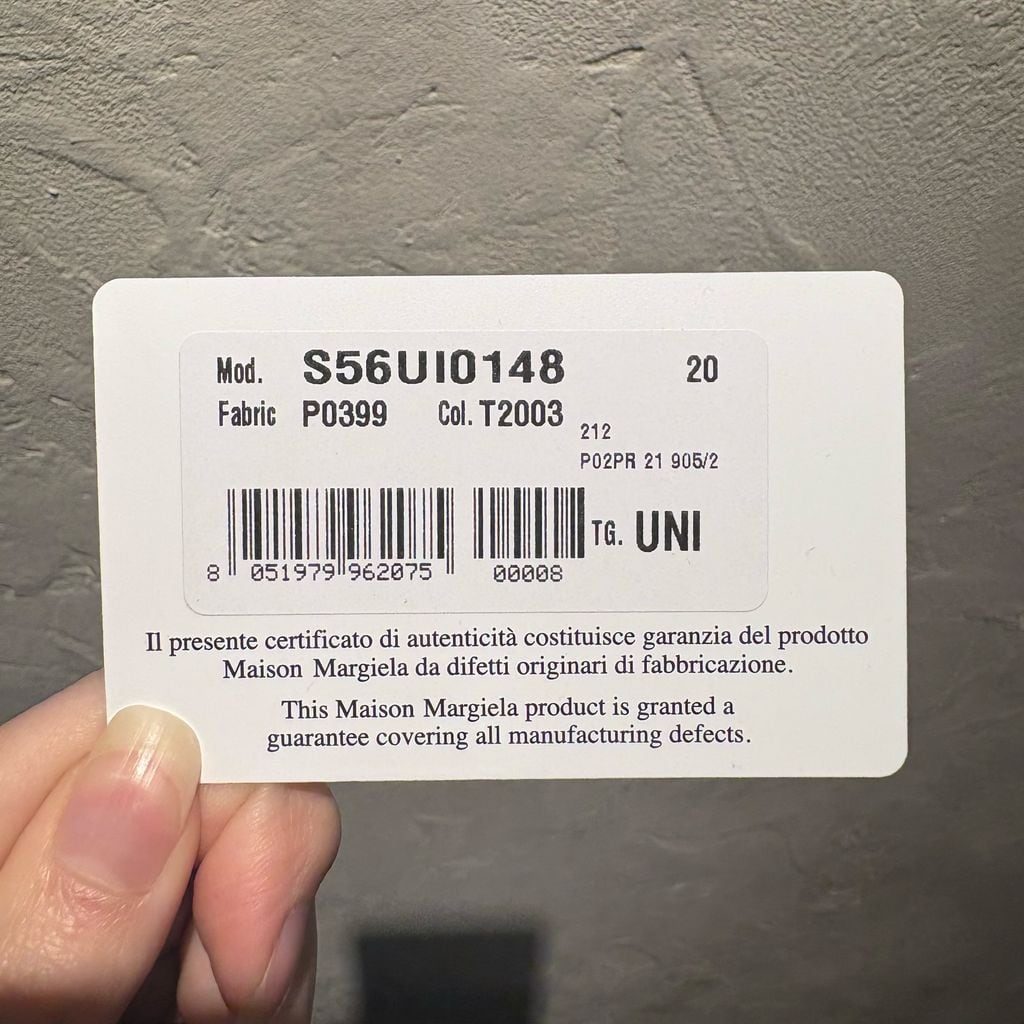 Mod. S56UI0148 20
Fabric P0399 Col. T2003
212
P02PR 21 905/2
TG. UNI
8 051979 962075 00008
Il presente certificato di autenticità costituisce garanzia del prodotto
Maison Margiela da difetti originari di fabbricazione.
This Maison Margiela product is granted a
guarantee covering all manufacturing defects.